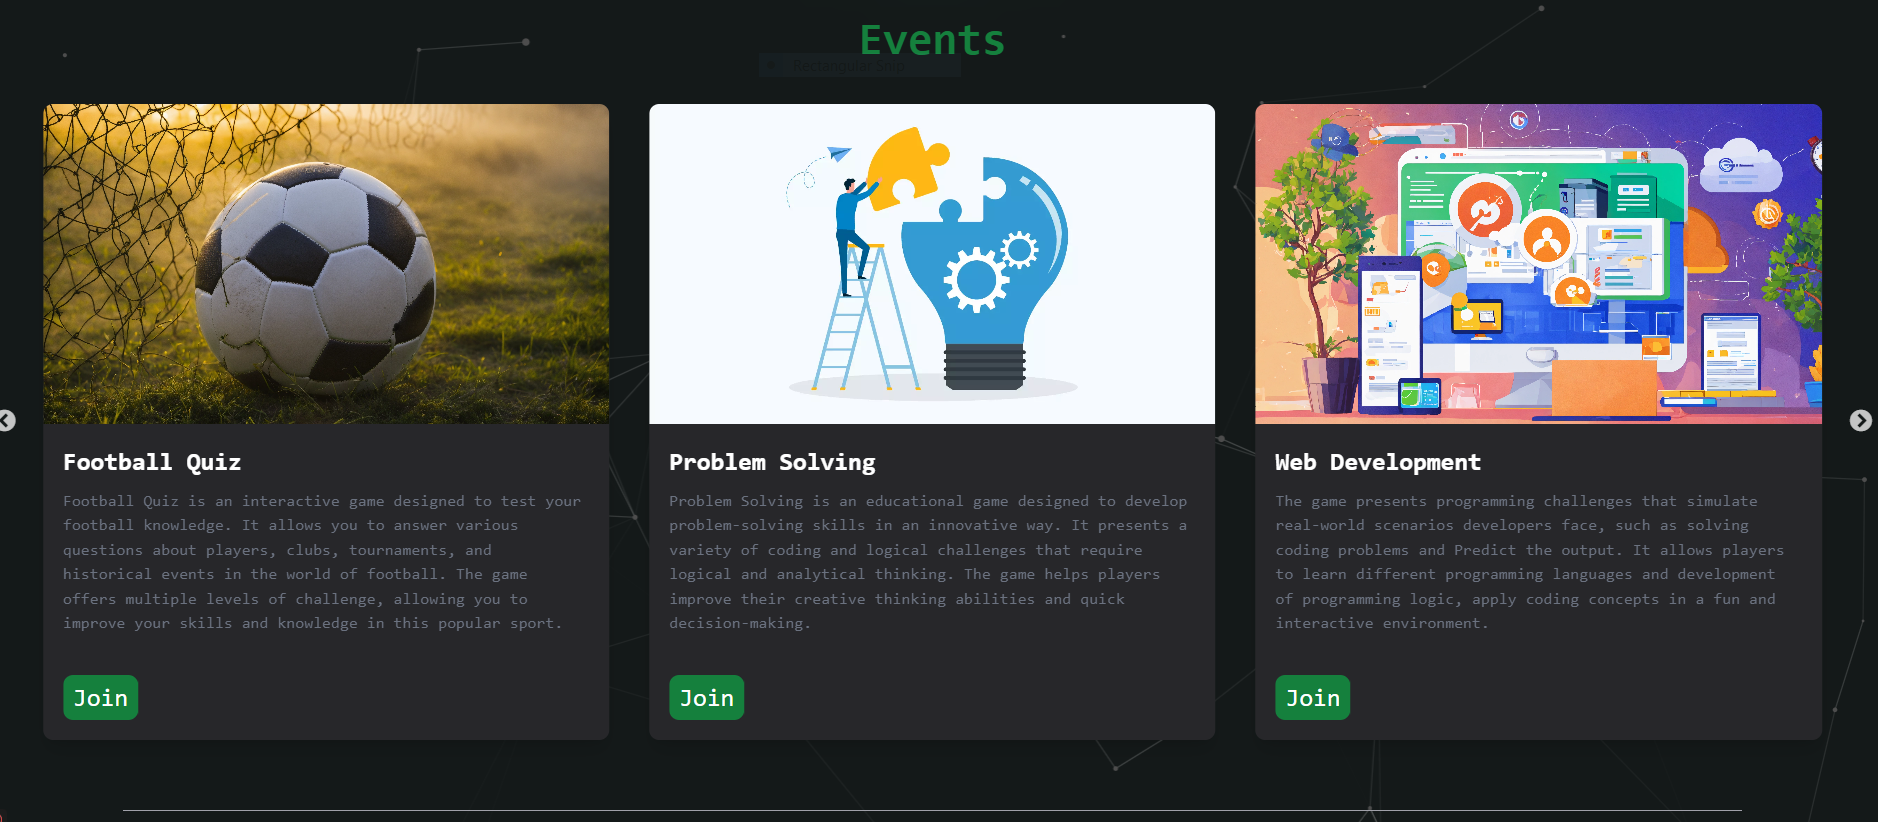 Events
Rectangular Snip
Football Quiz
Football Quiz is an interactive game designed to test your
football knowledge. It allows you to answer various
questions about players, clubs, tournaments, and
historical events in the world of football. The game
offers multiple levels of challenge, allowing you to
improve your skills and knowledge in this popular sport.
Join
Problem Solving
Problem Solving is an educational game designed to develop
problem-solving skills in an innovative way. It presents a
variety of coding and logical challenges that require
logical and analytical thinking. The game helps players
improve their creative thinking abilities and quick
decision-making.
Join
Web Development
The game presents programming challenges that simulate
real-world scenarios developers face, such as solving
coding problems and Predict the output. It allows players
to learn different programming languages and development
of programming logic, apply coding concepts in a fun and
interactive environment.
Join